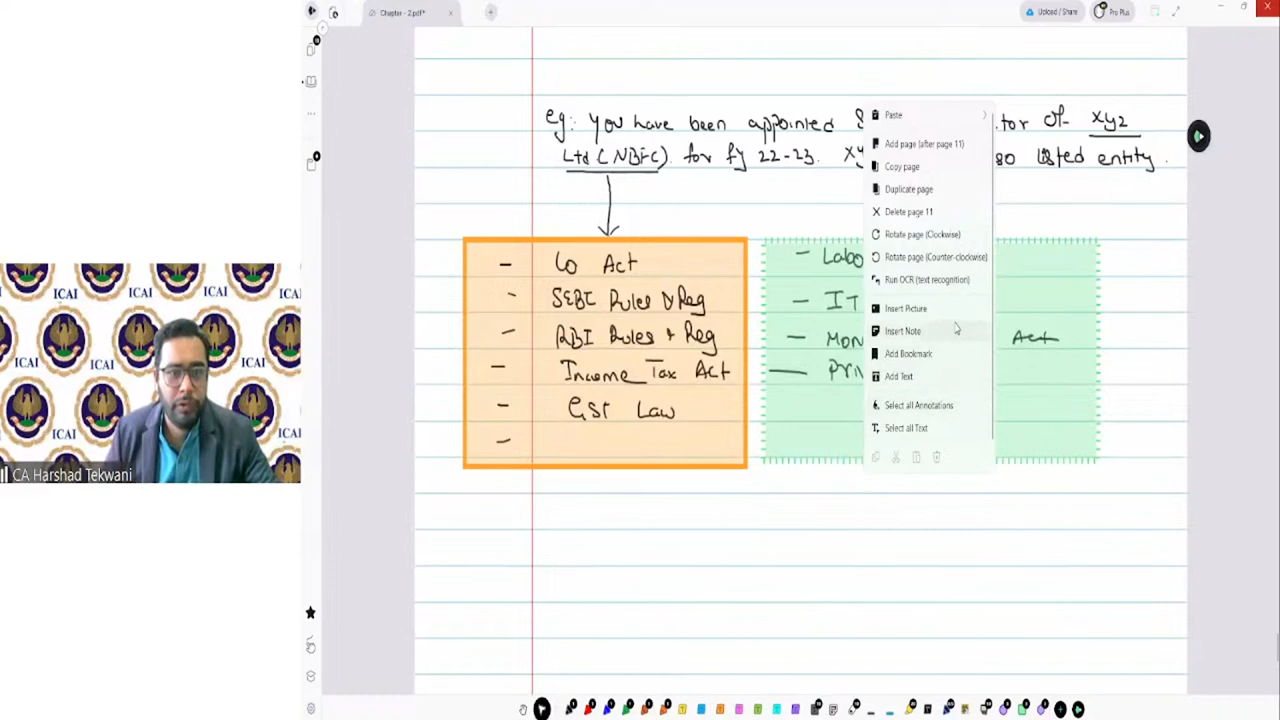 Chapter - 2.pdf*
Upload / Share
Pro Plus
eg: You have been appointed S tor of xyz
Ltd (NBFC). for fy 22-23. xy so listed entity.
- Co Act
- SEBI Rules & Reg
- RBI Rules & Reg
- Income Tax Act
- GST Law
-
- Labo
- IT
- Mon Act
- Pri
Paste
Add page (after page 11)
Copy page
Duplicate page
Delete page 11
Rotate page (Clockwise)
Rotate page (Counter-clockwise)
Run OCR (text recognition)
Insert Picture
Insert Note
Add Bookmark
Add Text
Select all Annotations
Select all Text
ICAI
ICAI
ICAI
CA Harshad Tekwani